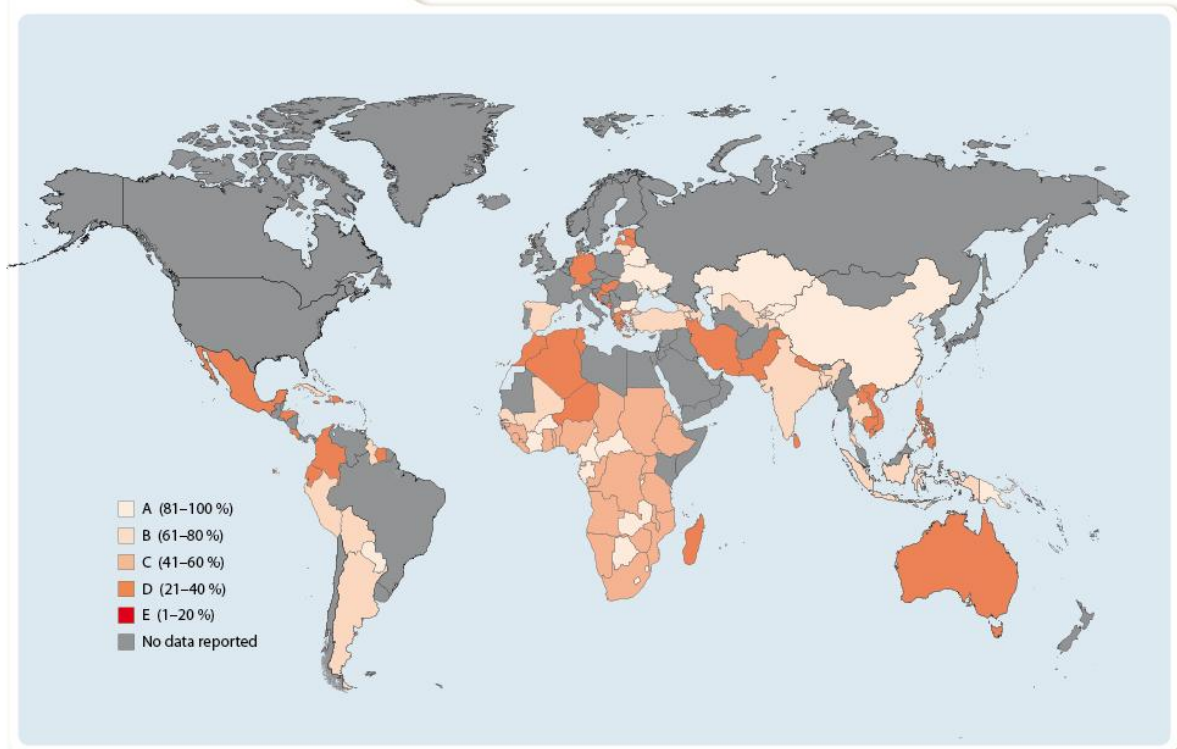 A (81–100 %)
B (61–80 %)
C (41–60 %)
D (21–40 %)
E (1–20 %)
No data reported